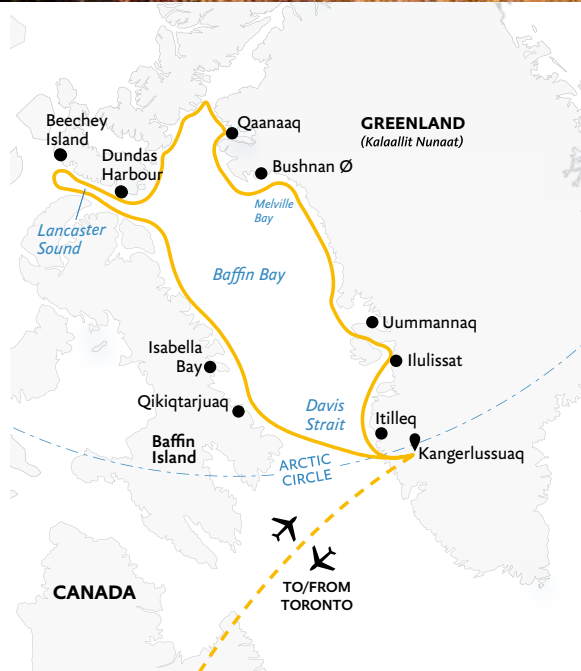 Qaanaaq
GREENLAND
(Kalaallit Nunaat)
Beechey
Island
Dundas
Harbour
Bushnan Ø
Melville
Bay
Lancaster
Sound
Baffin Bay
Uummannaq
Isabella
Bay
Ilulissat
Qikiqtarjuaq
Davis
Strait
Itilleq
Baffin
Island
Kangerlussuaq
ARCTIC
CIRCLE
CANADA
TO/FROM
TORONTO